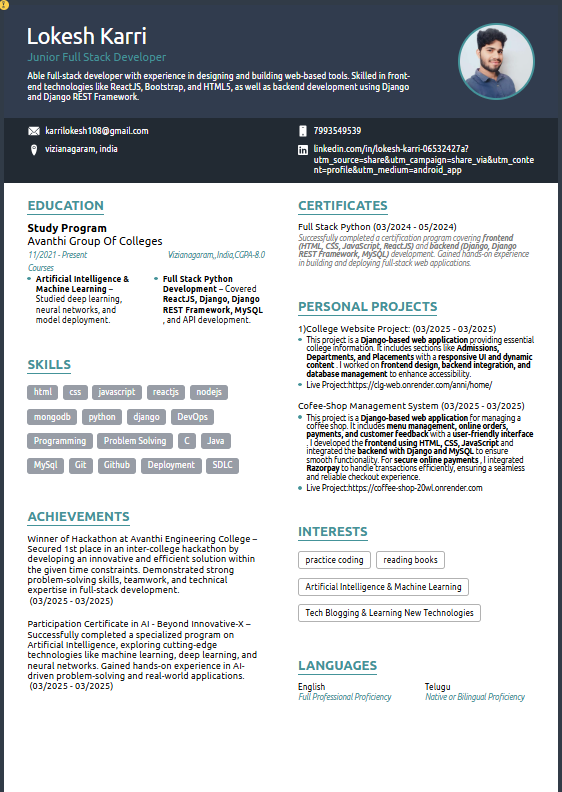 Lokesh Karri
Junior Full Stack Developer
Able full-stack developer with experience in designing and building web-based tools. Skilled in front-
end technologies like ReactJS, Bootstrap, and HTML5, as well as backend development using Django
and Django REST Framework.
karrilokesh108@gmail.com
7993549539
vizianagaram, india
linkedin.com/in/lokesh-karri-06532427a?
utm_source=share&utm_campaign=share_via&utm_conte
nt=profile&utm_medium=android_app
EDUCATION
Study Program
Avanthi Group Of Colleges
11/2021 - Present
Vizianagaram,India,CGPA-8.0
Courses
Artificial Intelligence &
Machine Learning –
Studied deep learning,
neural networks, and
model deployment.
Full Stack Python
Development – Covered
ReactJS, Django, Django
REST Framework, MySQL
, and API development.
SKILLS
html css javascript reactjs nodejs
mongodb python django DevOps
Programming Problem Solving C Java
MySql Git Github Deployment SDLC
ACHIEVEMENTS
Winner of Hackathon at Avanthi Engineering College –
Secured 1st place in an inter-college hackathon by
developing an innovative and efficient solution within
the given time constraints. Demonstrated strong
problem-solving skills, teamwork, and technical
expertise in full-stack development.
(03/2025 - 03/2025)
Participation Certificate in AI - Beyond Innovative-X –
Successfully completed a specialized program on
Artificial Intelligence, exploring cutting-edge
technologies like machine learning, deep learning, and
neural networks. Gained hands-on experience in AI-
driven problem-solving and real-world applications.
(03/2025 - 03/2025)
CERTIFICATES
Full Stack Python (03/2024 - 05/2024)
Successfully completed a certification program covering frontend
(HTML, CSS, JavaScript, ReactJS) and backend (Django, Django
REST Framework, MySQL) development. Gained hands-on experience
in building and deploying full-stack web applications.
PERSONAL PROJECTS
1)College Website Project: (03/2025 - 03/2025)
This project is a Django-based web application providing essential
college information. It includes sections like Admissions,
Departments, and Placements with a responsive UI and dynamic
content . I worked on frontend design, backend integration, and
database management to enhance accessibility.
Live Project:https://clg-web.onrender.com/anni/home/
Cofee-Shop Management System (03/2025 - 03/2025)
This project is a Django-based web application for managing a
coffee shop. It includes menu management, online orders,
payments, and customer feedback with a user-friendly interface
. I developed the frontend using HTML, CSS, JavaScript and
integrated the backend with Django and MySQL to ensure
smooth functionality. For secure online payments , I integrated
Razorpay to handle transactions efficiently, ensuring a seamless
and reliable checkout experience.
Live Project:https://coffee-shop-20wl.onrender.com
INTERESTS
practice coding reading books
Artificial Intelligence & Machine Learning
Tech Blogging & Learning New Technologies
LANGUAGES
English
Full Professional Proficiency
Telugu
Native or Bilingual Proficiency